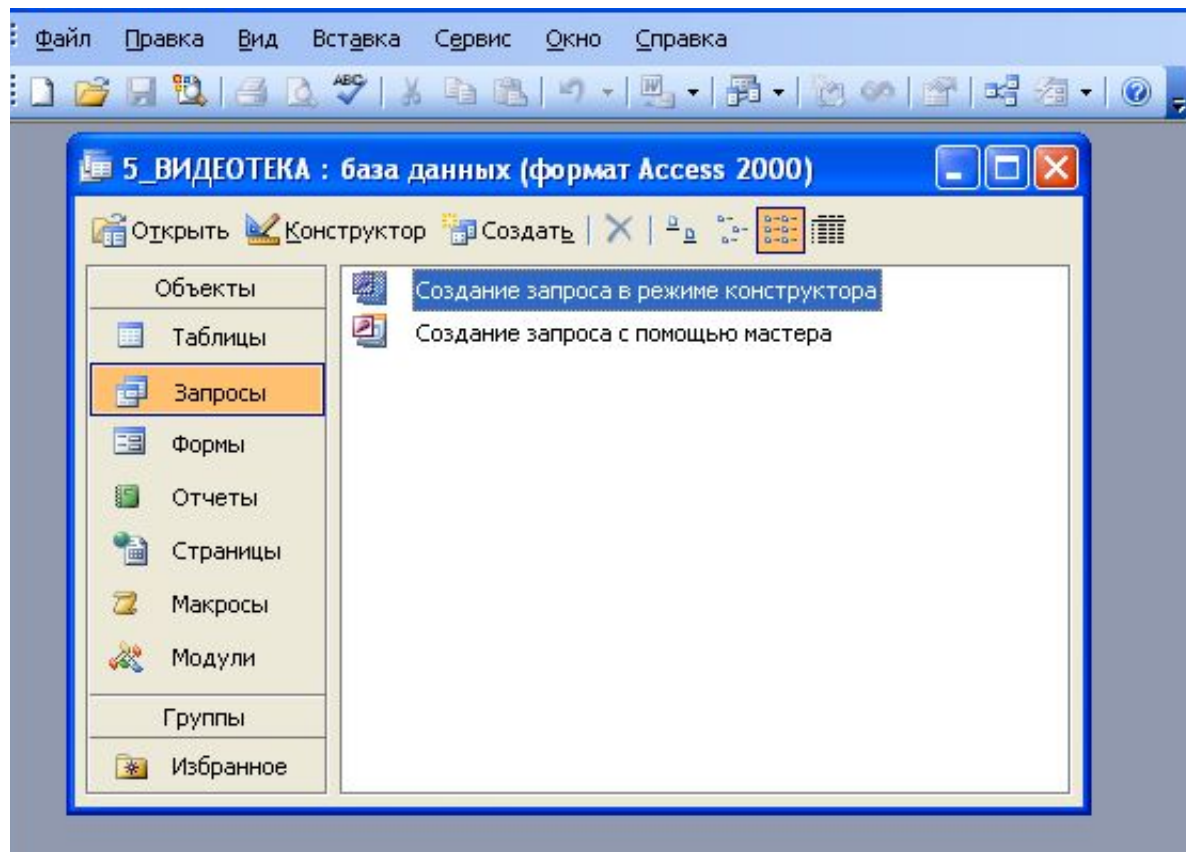 Файл Правка Вид Вставка Сервис Окно Справка
ABC W
5_ВИДЕОТЕКА : база данных (формат Access 2000)
Открыть Конструктор Создать
Объекты
Таблицы
Запросы
Формы
Отчеты
Страницы
Макросы
Модули
Группы
Избранное
Создание запроса в режиме конструктора
Создание запроса с помощью мастера